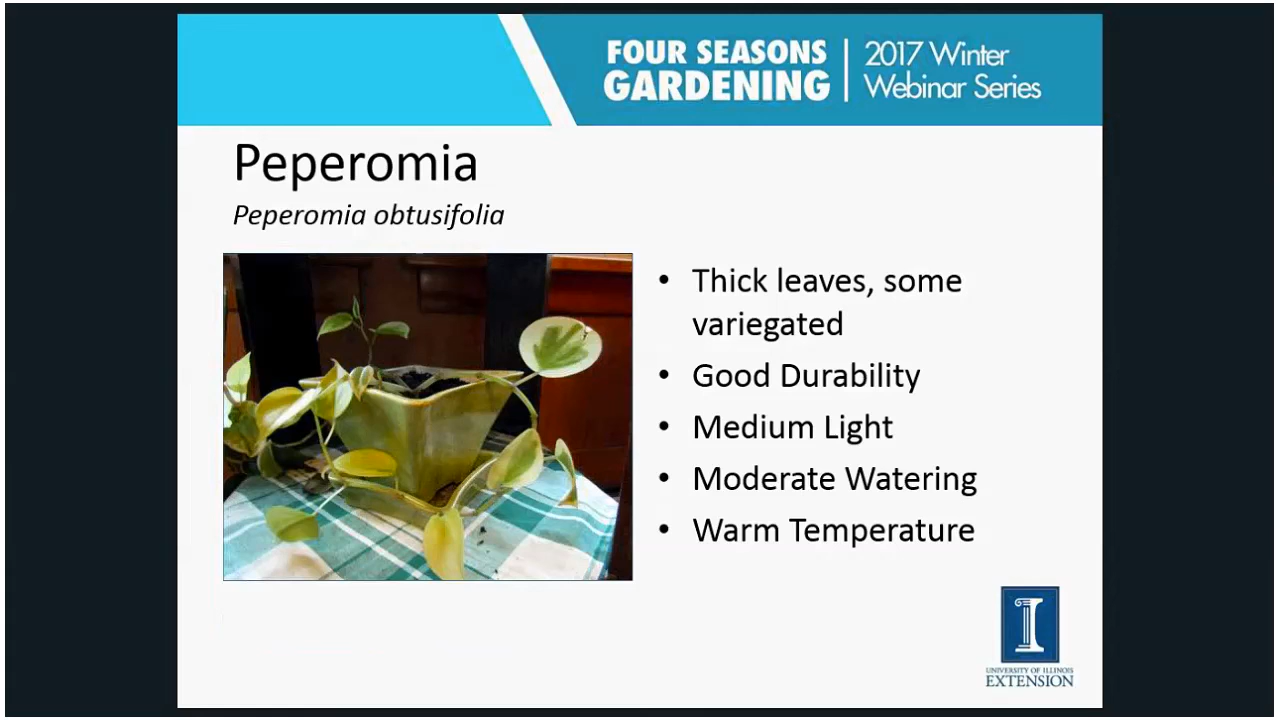 FOUR SEASONS
GARDENING
2017 Winter
Webinar Series
Peperomia
Peperomia obtusifolia
• Thick leaves, some
variegated
• Good Durability
• Medium Light
• Moderate Watering
• Warm Temperature
I
UNIVERSITY OF ILLINOIS
EXTENSION